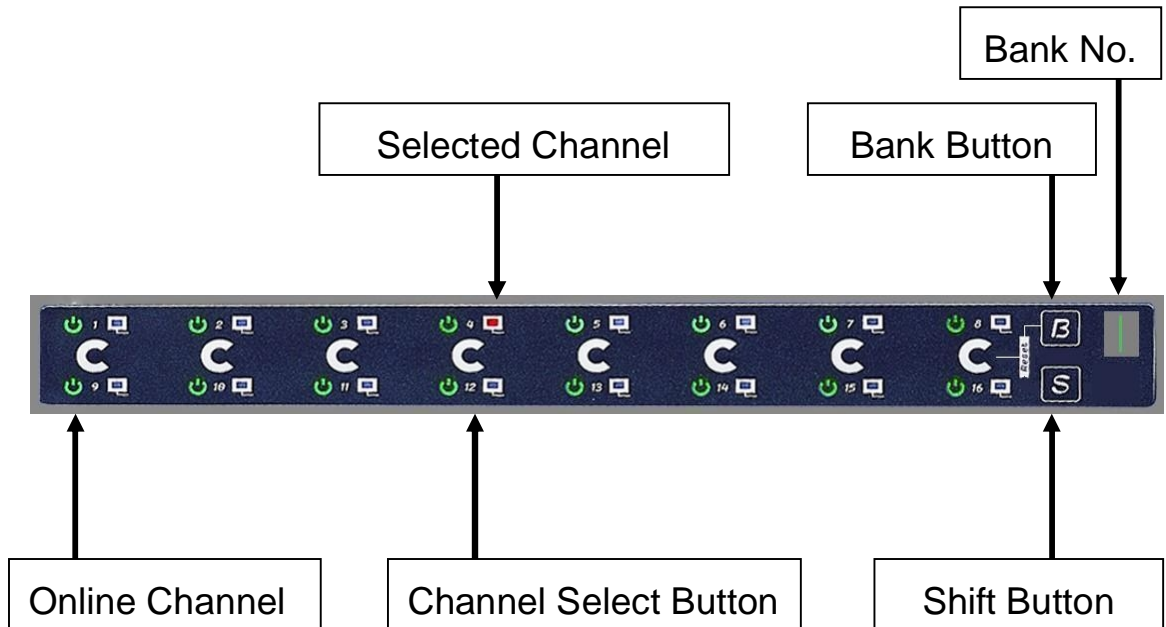 Bank No.
Selected Channel
Bank Button
1 2 3 4 5 6 7 8 B
C C C C C C C C Reset
9 10 11 12 13 14 15 16 S
Online Channel
Channel Select Button
Shift Button